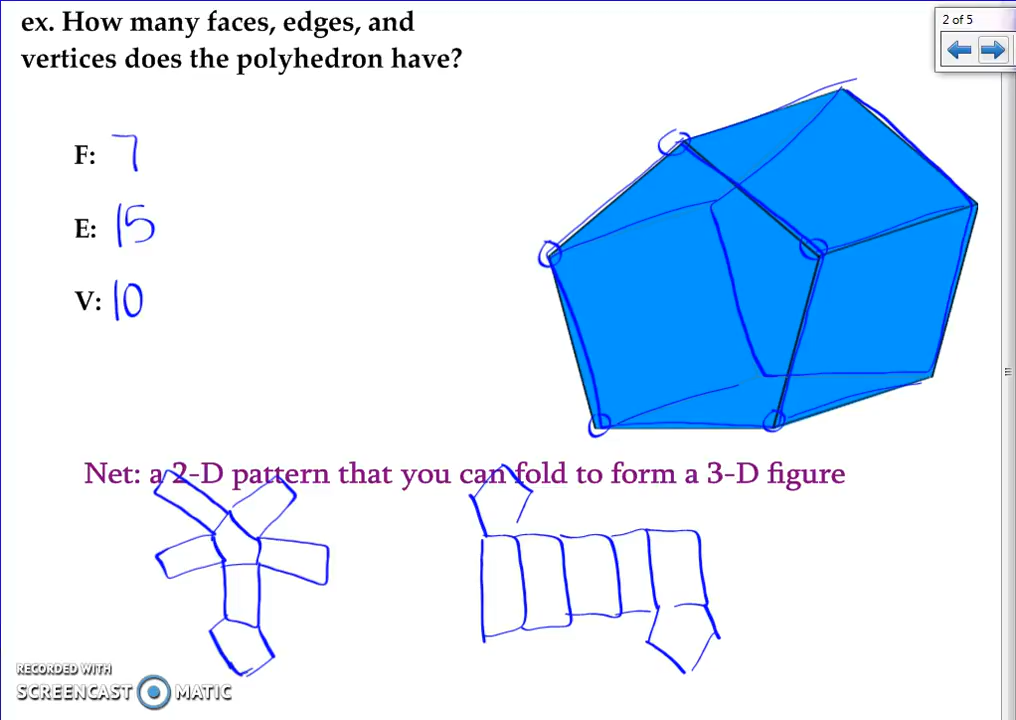 ex. How many faces, edges, and
vertices does the polyhedron have?
2 of 5
F: 7
E: 15
V: 10
Net: a 2-D pattern that you can fold to form a 3-D figure
RECORDED WITH
SCREENCAST MATIC